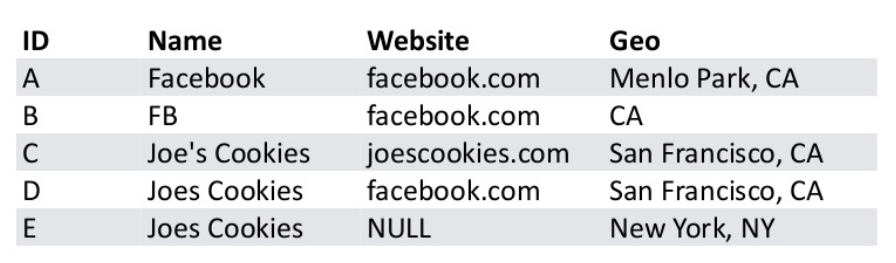 ID Name Website Geo
A Facebook facebook.com Menlo Park, CA
B FB facebook.com CA
C Joe's Cookies joescookies.com San Francisco, CA
D Joes Cookies facebook.com San Francisco, CA
E Joes Cookies NULL New York, NY